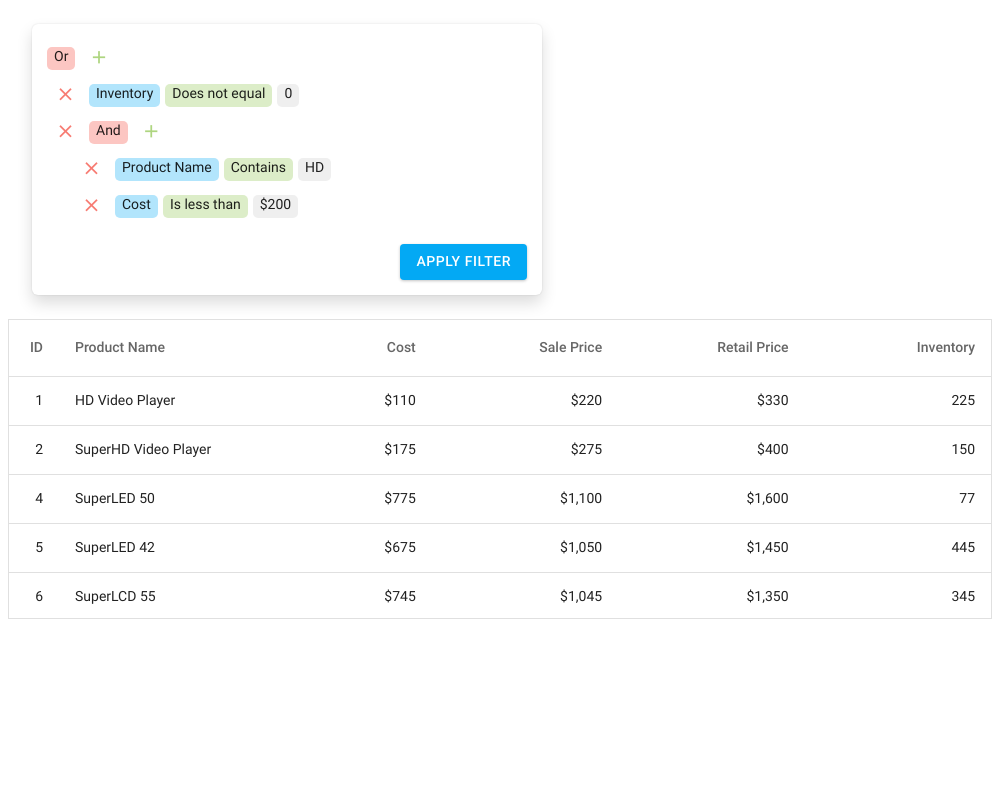 Or
Inventory Does not equal 0
And
Product Name Contains HD
Cost Is less than $200
APPLY FILTER
ID Product Name Cost Sale Price Retail Price Inventory
1 HD Video Player $110 $220 $330 225
2 SuperHD Video Player $175 $275 $400 150
4 SuperLED 50 $775 $1,100 $1,600 77
5 SuperLED 42 $675 $1,050 $1,450 445
6 SuperLCD 55 $745 $1,045 $1,350 345